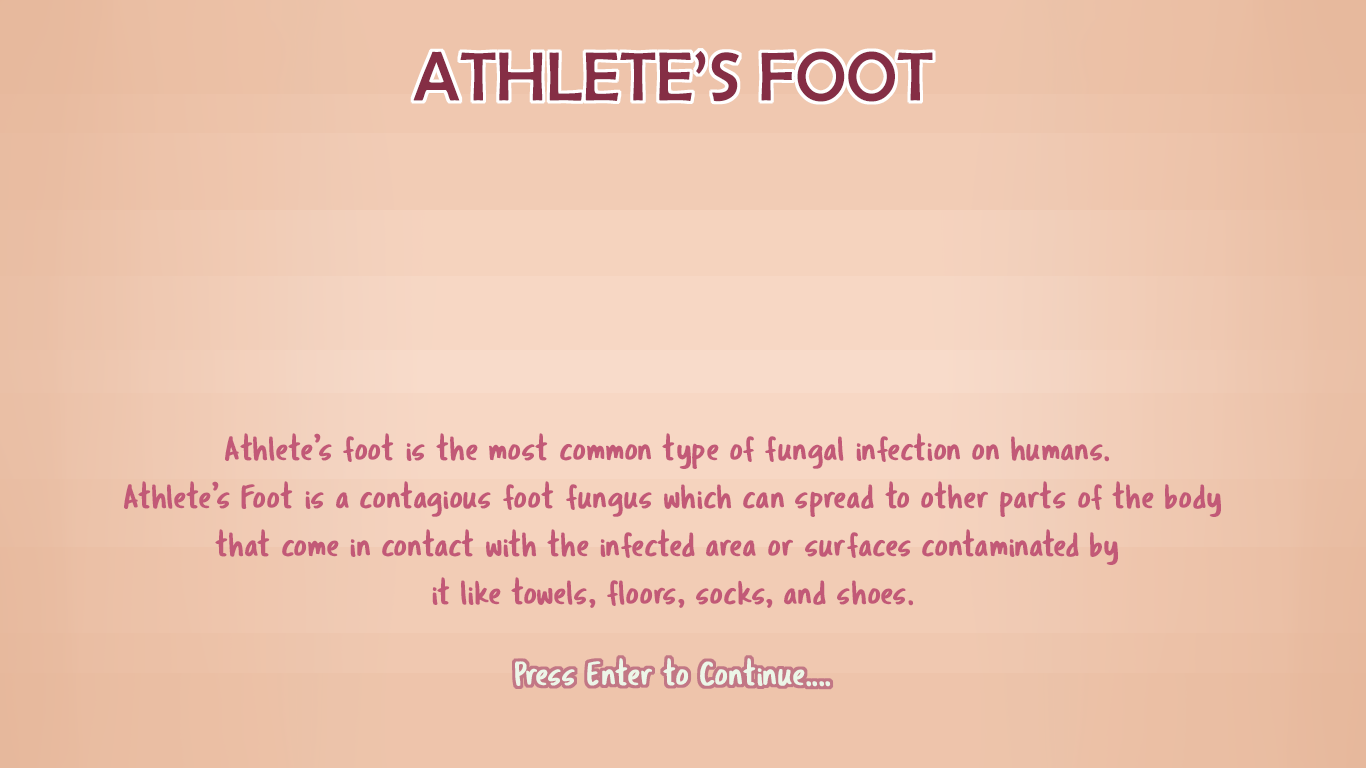 ATHLETE'S FOOT
Athlete's foot is the most common type of fungal infection on humans.
Athlete's Foot is a contagious foot fungus which can spread to other parts of the body
that come in contact with the infected area or surfaces contaminated by
it like towels, floors, socks, and shoes.
Press Enter to Continue....